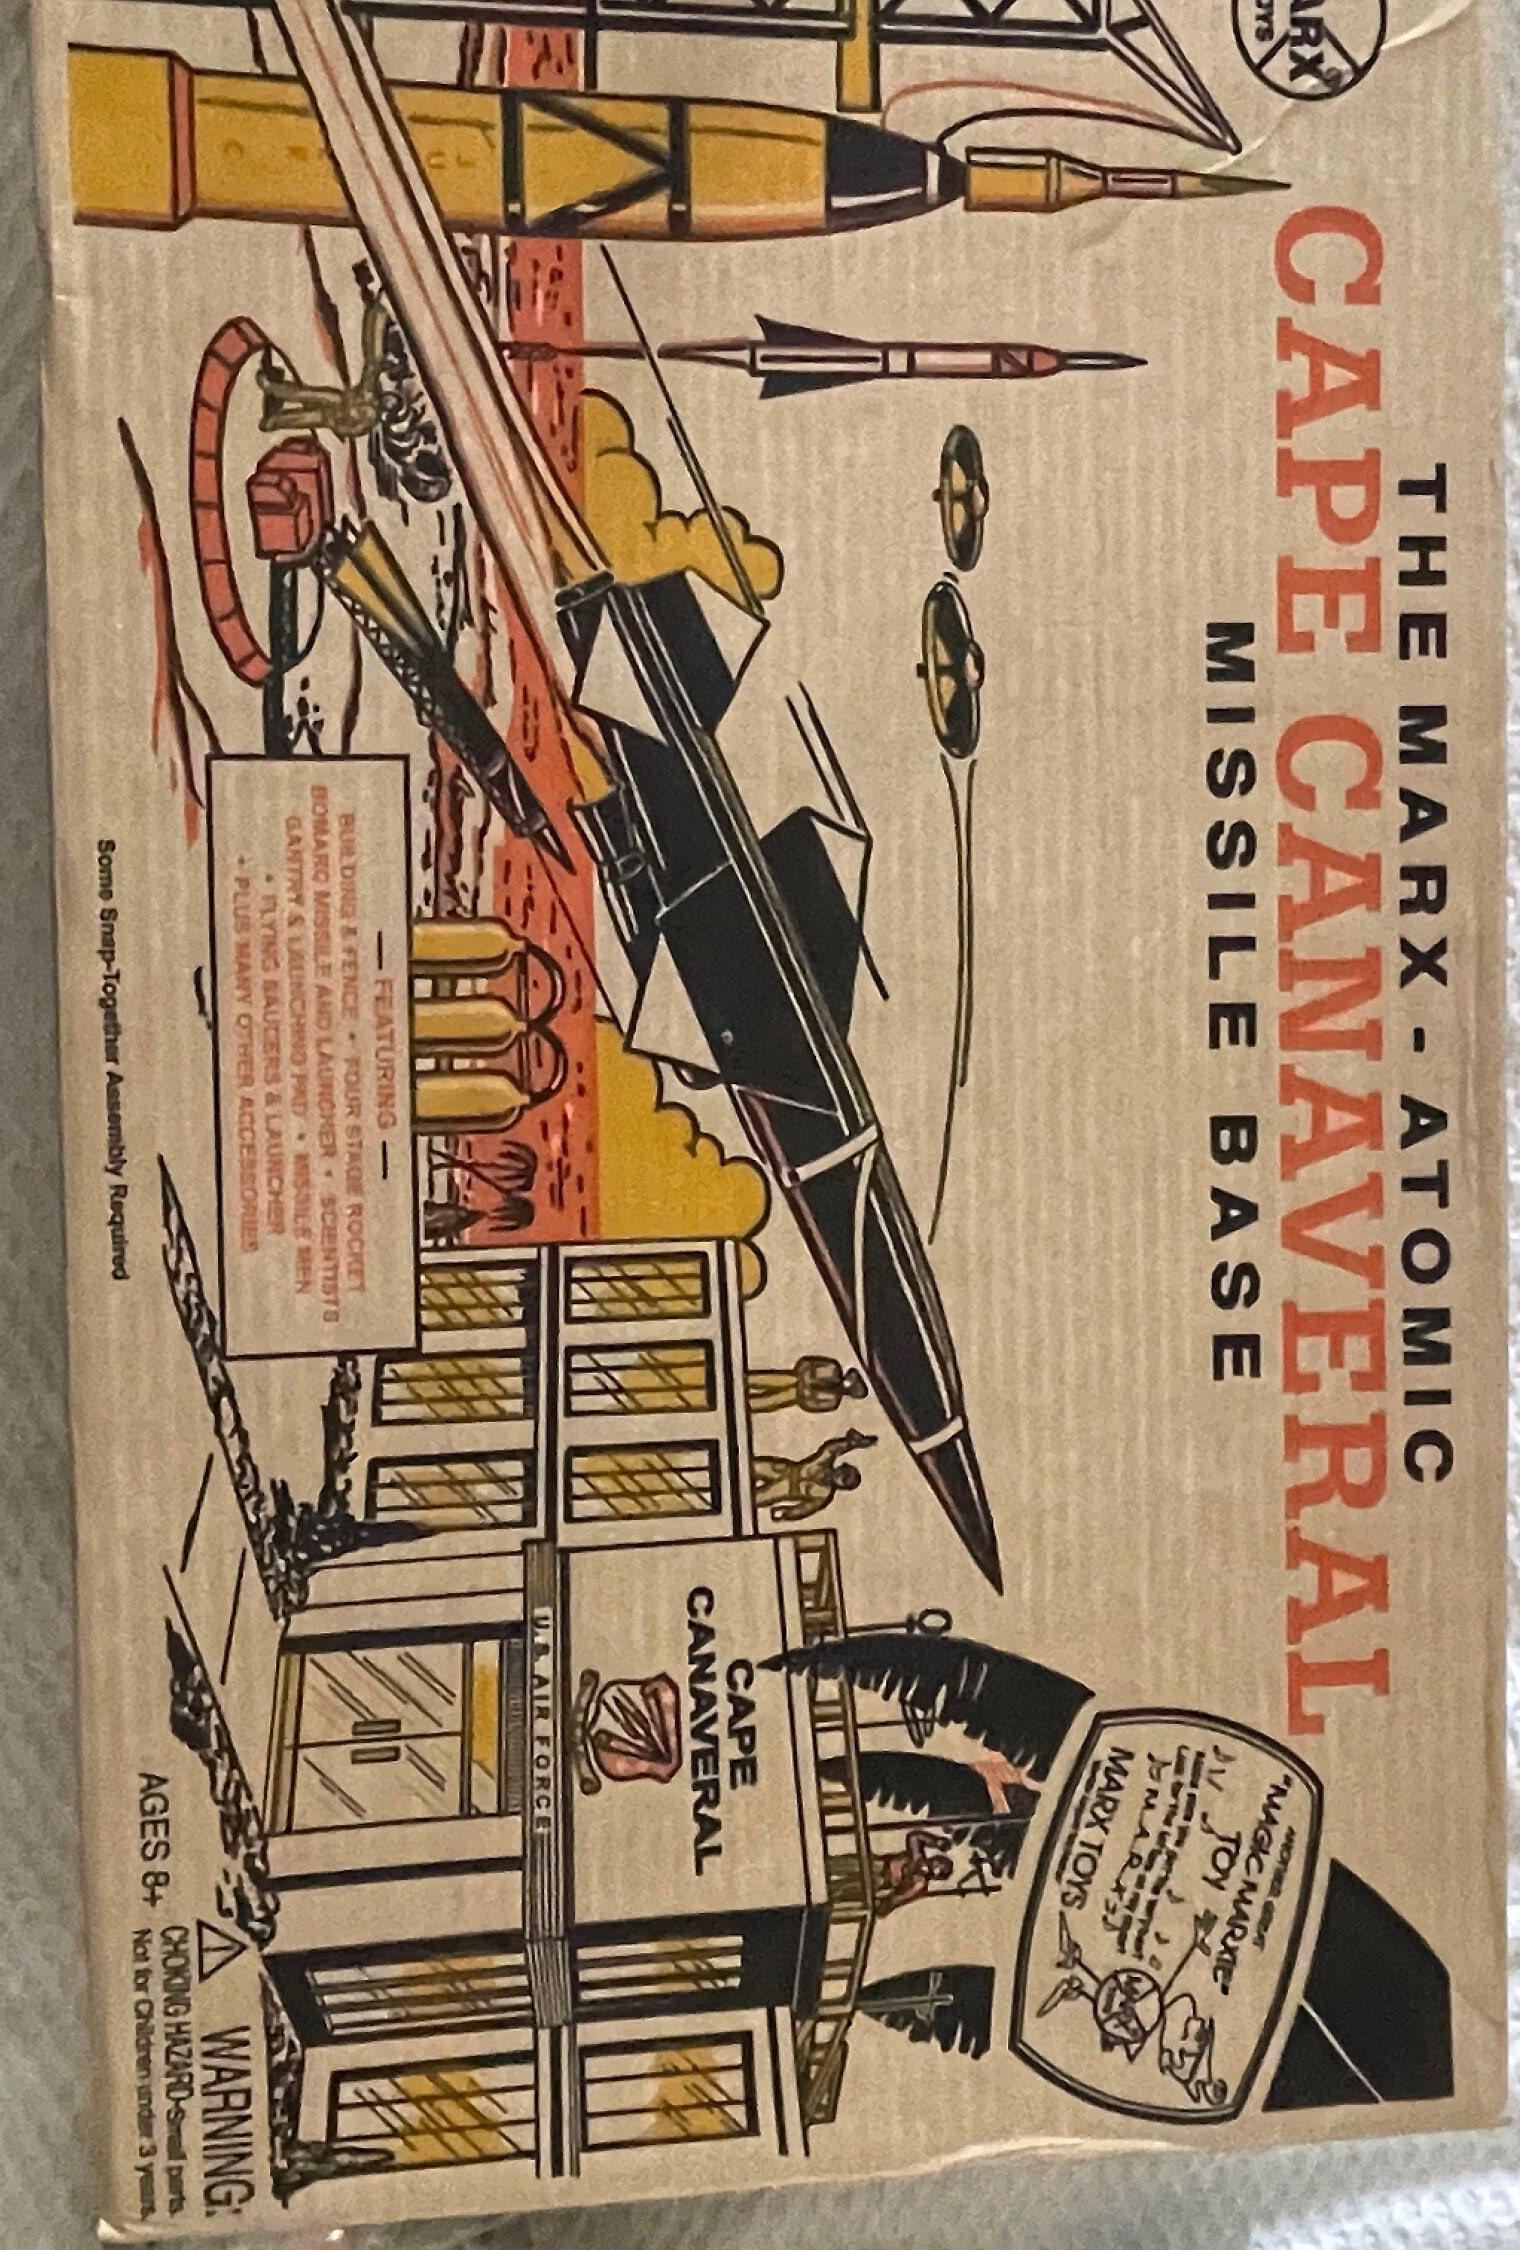 THE MARX - ATOMIC
CAPE CANAVERAL
MISSILE BASE
ARX
OYS
"MAGIC MARXIE"
TOY
M.A.R.X.
MARX TOYS
CAPE
CANAVERAL
U.S. AIR FORCE
J U
— FEATURING —
BUILDING & FENCE • FOUR STAGE ROCKET
BOMARC MISSILE AND LAUNCHER • SCIENTISTS
GANTRY & LAUNCHING PAD • MISSILE MEN
• FLYING SAUCERS & LAUNCHER
• PLUS MANY OTHER ACCESSORIES
Some Snap-Together Assembly Required
AGES 8+
⚠ WARNING:
CHOKING HAZARD-Small parts.
Not for Children under 3 years.